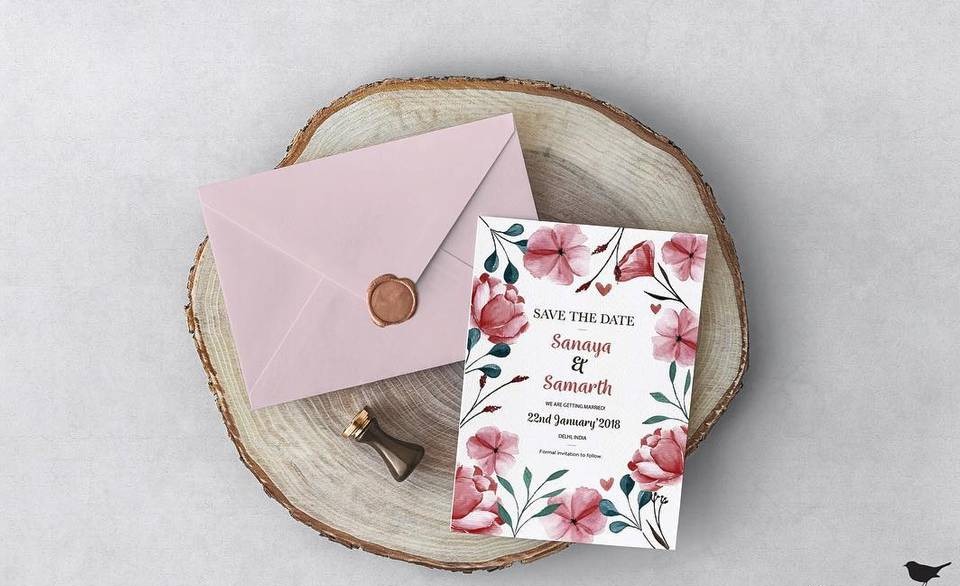 SAVE THE DATE
Sanaya
&
Samarth
WE ARE GETTING MARRIED!
22nd January'2018
DELHI, INDIA
Formal invitation to follow.